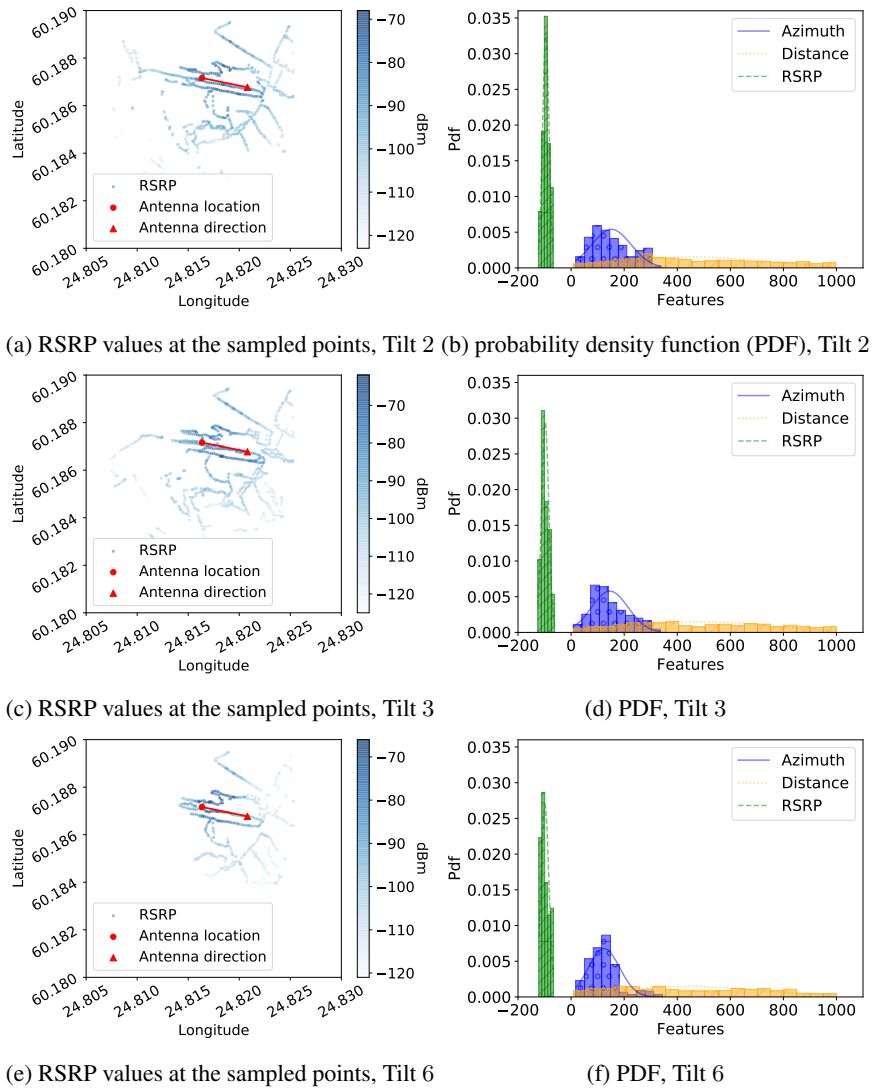 60.190
60.188
60.186
60.184
60.182
60.180
Latitude
24.805
24.810
24.815
24.820
24.825
24.830
Longitude
RSRP
Antenna location
Antenna direction
−70
−80
−90
−100
−110
−120
dBm
0.035
0.030
0.025
0.020
0.015
0.010
0.005
0.000
Pdf
−200
0
200
400
600
800
1000
Features
Azimuth
Distance
RSRP
(a) RSRP values at the sampled points, Tilt 2
(b) probability density function (PDF), Tilt 2
60.190
60.188
60.186
60.184
60.182
60.180
Latitude
24.805
24.810
24.815
24.820
24.825
24.830
Longitude
RSRP
Antenna location
Antenna direction
−70
−80
−90
−100
−110
−120
dBm
0.035
0.030
0.025
0.020
0.015
0.010
0.005
0.000
Pdf
−200
0
200
400
600
800
1000
Features
Azimuth
Distance
RSRP
(c) RSRP values at the sampled points, Tilt 3
(d) PDF, Tilt 3
60.190
60.188
60.186
60.184
60.182
60.180
Latitude
24.805
24.810
24.815
24.820
24.825
24.830
Longitude
RSRP
Antenna location
Antenna direction
−70
−80
−90
−100
−110
−120
dBm
0.035
0.030
0.025
0.020
0.015
0.010
0.005
0.000
Pdf
−200
0
200
400
600
800
1000
Features
Azimuth
Distance
RSRP
(e) RSRP values at the sampled points, Tilt 6
(f) PDF, Tilt 6